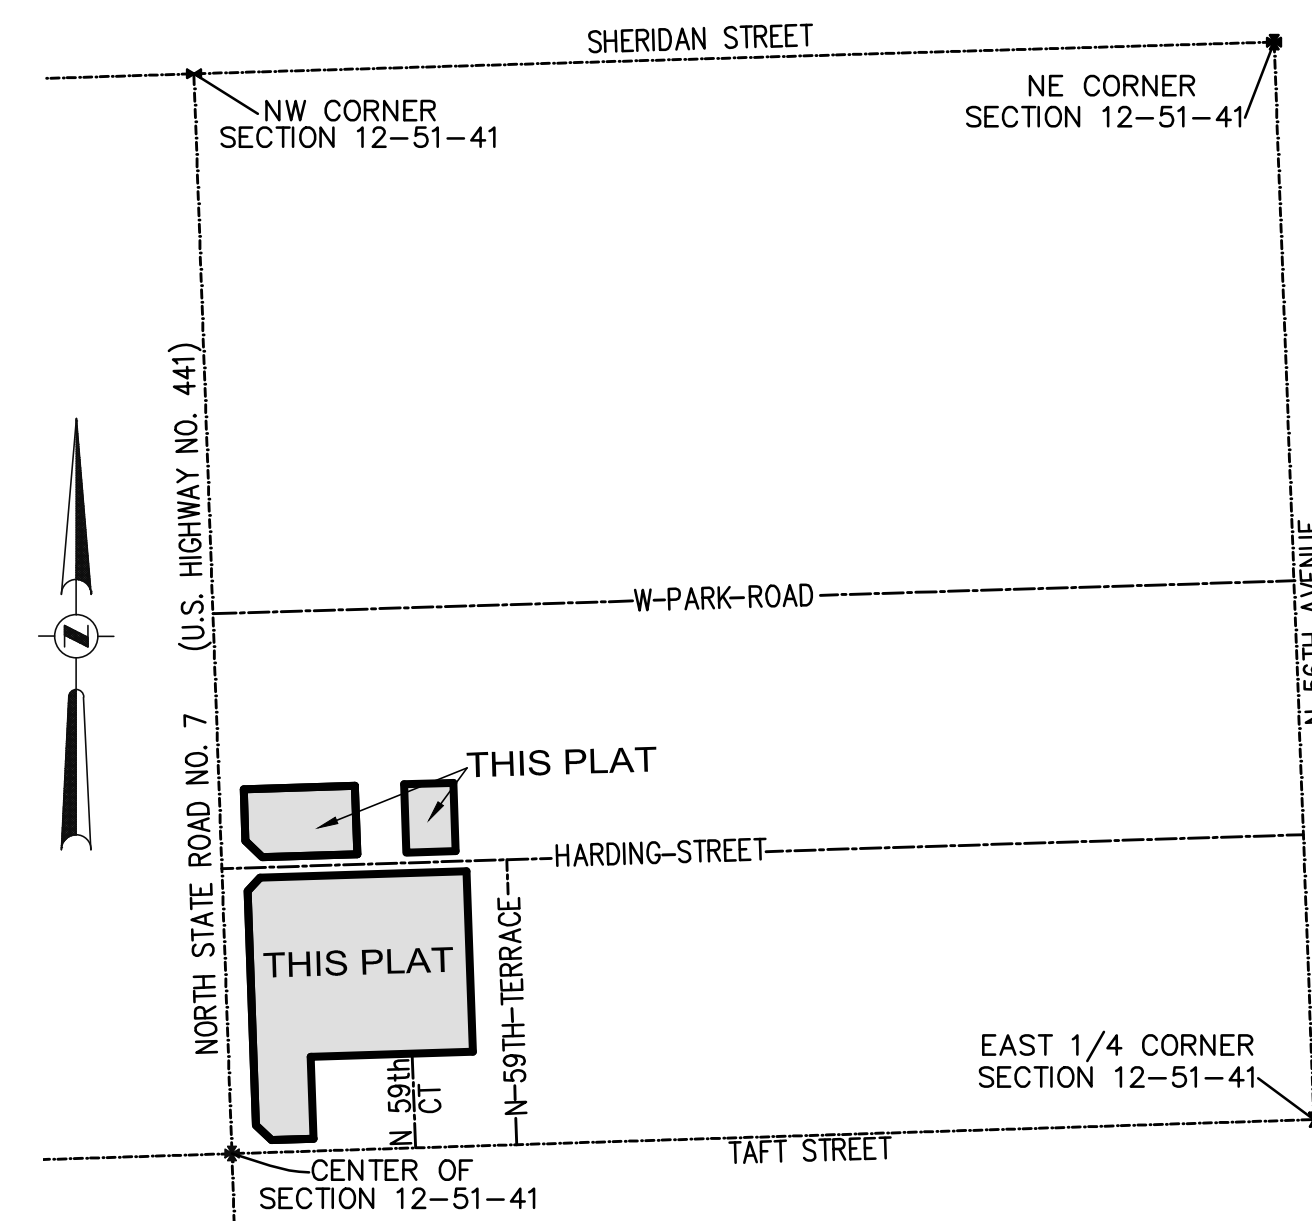 SHERIDAN STREET
NW CORNER
SECTION 12-51-41
NE CORNER
SECTION 12-51-41
(U.S. HIGHWAY NO. 441)
NORTH STATE ROAD NO. 7
N 56TH AVENUE
W PARK ROAD
Z
THIS PLAT
HARDING STREET
THIS PLAT
N 59TH TERRACE
N 59th
CT
EAST 1/4 CORNER
SECTION 12-51-41
TAFT STREET
CENTER OF
SECTION 12-51-41